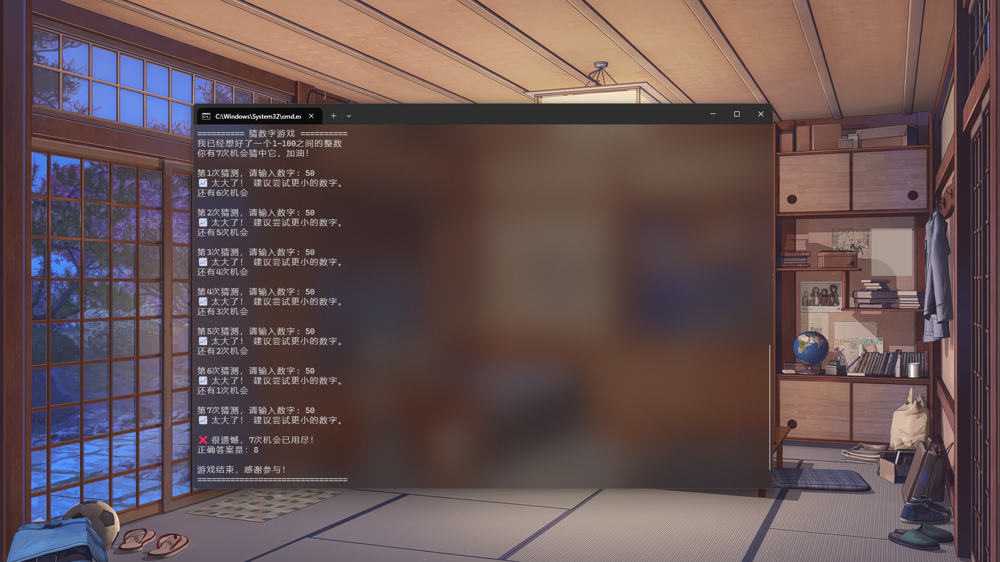 C:\Windows\System32\cmd.ex
========== 猜数字游戏 ==========
我已经想好了一个1-100之间的整数
你有7次机会猜中它，加油！
第1次猜测，请输入数字：50
太大了！ 建议尝试更小的数字。
还有6次机会
第2次猜测，请输入数字：50
太大了！ 建议尝试更小的数字。
还有5次机会
第3次猜测，请输入数字：50
太大了！ 建议尝试更小的数字。
还有4次机会
第4次猜测，请输入数字：50
太大了！ 建议尝试更小的数字。
还有3次机会
第5次猜测，请输入数字：50
太大了！ 建议尝试更小的数字。
还有2次机会
第6次猜测，请输入数字：50
太大了！ 建议尝试更小的数字。
还有1次机会
第7次猜测，请输入数字：50
太大了！ 建议尝试更小的数字。
❌ 很遗憾，7次机会已用尽！
正确答案是：8
游戏结束，感谢参与！
================================